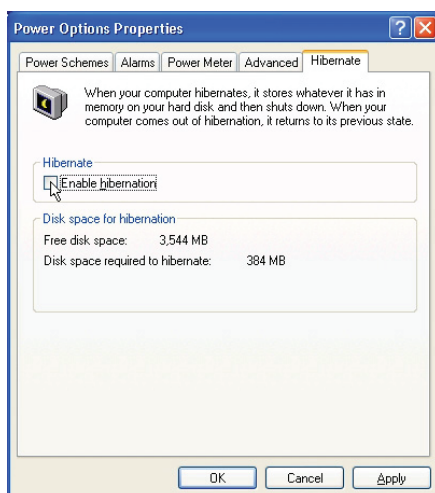 Power Options Properties
Power Schemes Alarms Power Meter Advanced Hibernate
When your computer hibernates, it stores whatever it has in
memory on your hard disk and then shuts down. When your
computer comes out of hibernation, it returns to its previous state.
Hibernate
Enable hibernation
Disk space for hibernation
Free disk space: 3,544 MB
Disk space required to hibernate: 384 MB
OK Cancel Apply